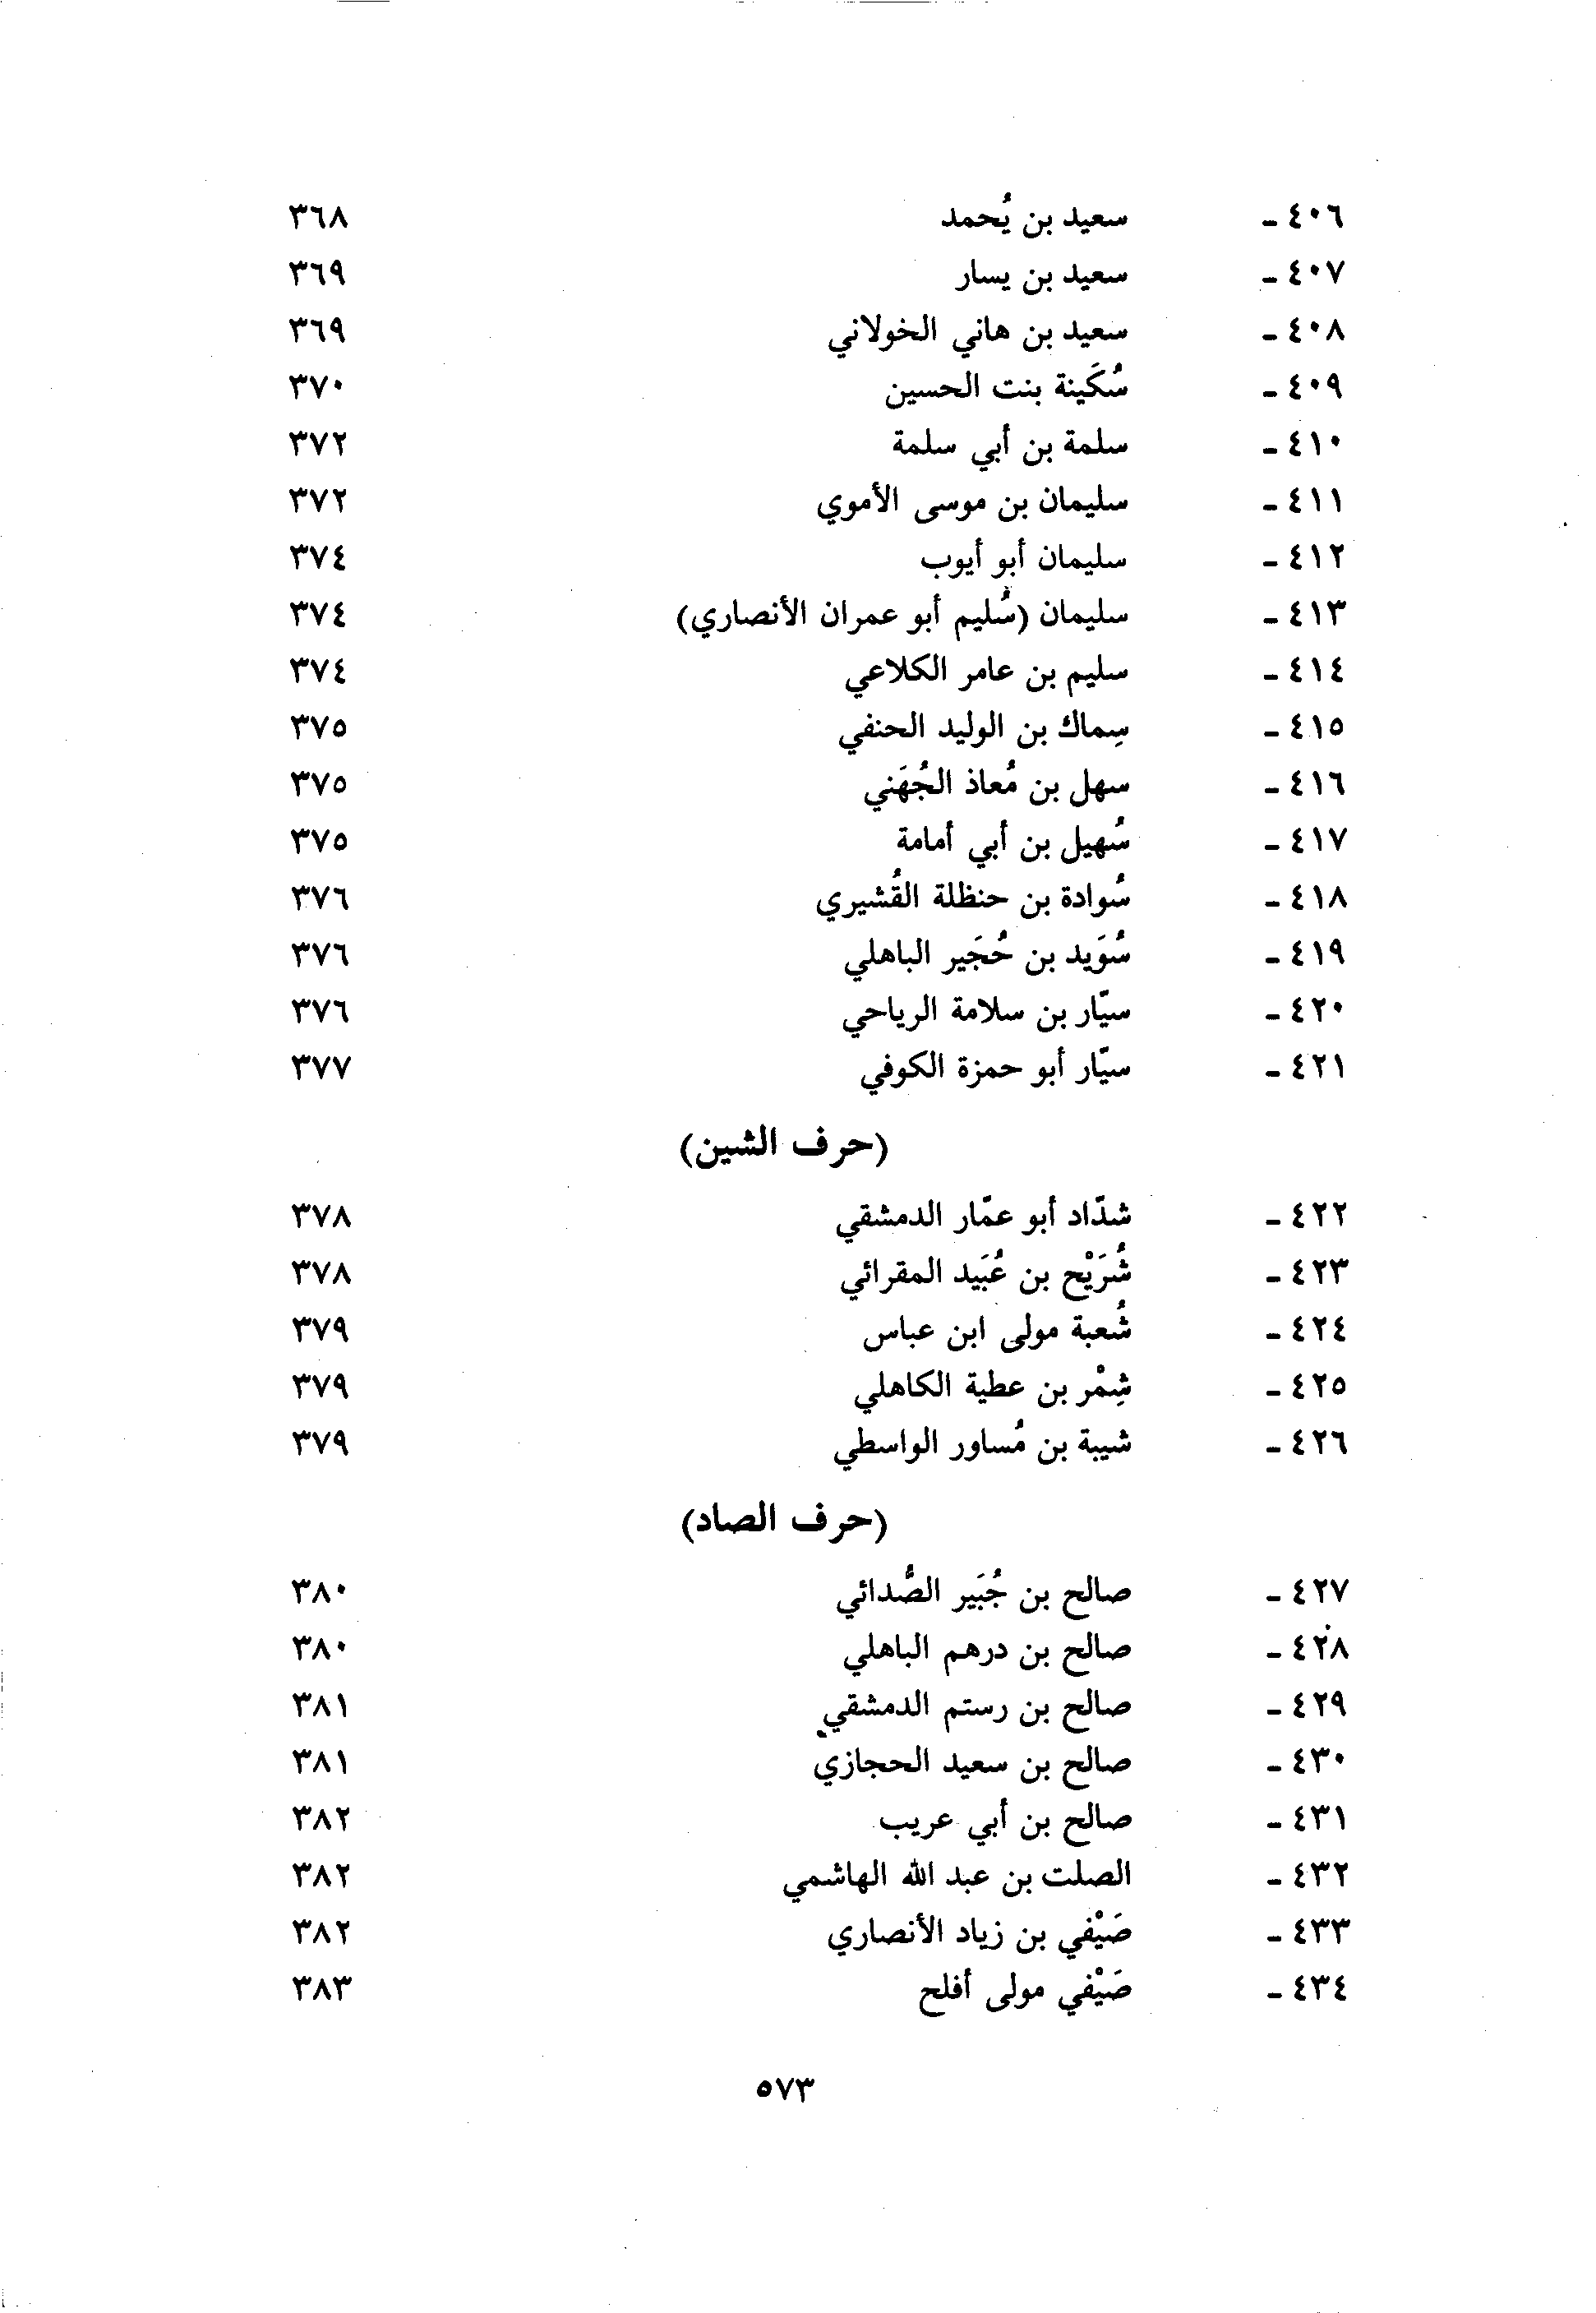 ٤٠٦ - سعيد بن يُحمد ٣٦٨
٤٠٧ - سعيد بن يسار ٣٦٩
٤٠٨ - سعيد بن هاني الخولاني ٣٦٩
٤٠٩ - سُكَينة بنت الحسين ٣٧٠
٤١٠ - سلمة بن أبي سلمة ٣٧٢
٤١١ - سليمان بن موسى الأموي ٣٧٢
٤١٢ - سليمان أبو أيوب ٣٧٤
٤١٣ - سليمان (سُليم أبو عمران الأنصاري) ٣٧٤
٤١٤ - سليم بن عامر الكلاعي ٣٧٤
٤١٥ - سِماك بن الوليد الحنفي ٣٧٥
٤١٦ - سهل بن مُعاذ الجُهَني ٣٧٥
٤١٧ - سُهيل بن أبي أمامة ٣٧٥
٤١٨ - سُوادة بن حنظلة القُشيري ٣٧٦
٤١٩ - سُوَيد بن حُجَير الباهلي ٣٧٦
٤٢٠ - سيّار بن سلامة الرياحي ٣٧٦
٤٢١ - سيّار أبو حمزة الكوفي ٣٧٧
(حرف الشين)
٤٢٢ - شدّاد أبو عمّار الدمشقي ٣٧٨
٤٢٣ - شُرَيْح بن عُبَيد المقرائي ٣٧٨
٤٢٤ - شُعبة مولى ابن عباس ٣٧٩
٤٢٥ - شِمْر بن عطية الكاهلي ٣٧٩
٤٢٦ - شيبة بن مُساور الواسطي ٣٧٩
(حرف الصاد)
٤٢٧ - صالح بن جُبَير الصُّدائي ٣٨٠
٤٢٨ - صالح بن درهم الباهلي ٣٨٠
٤٢٩ - صالح بن رستم الدمشقي ٣٨١
٤٣٠ - صالح بن سعيد الحجازي ٣٨١
٤٣١ - صالح بن أبي عريب ٣٨٢
٤٣٢ - الصلت بن عبد الله الهاشمي ٣٨٢
٤٣٣ - صَيْفي بن زياد الأنصاري ٣٨٢
٤٣٤ - صَيْفي مولى أفلح ٣٨٣
٥٧٣